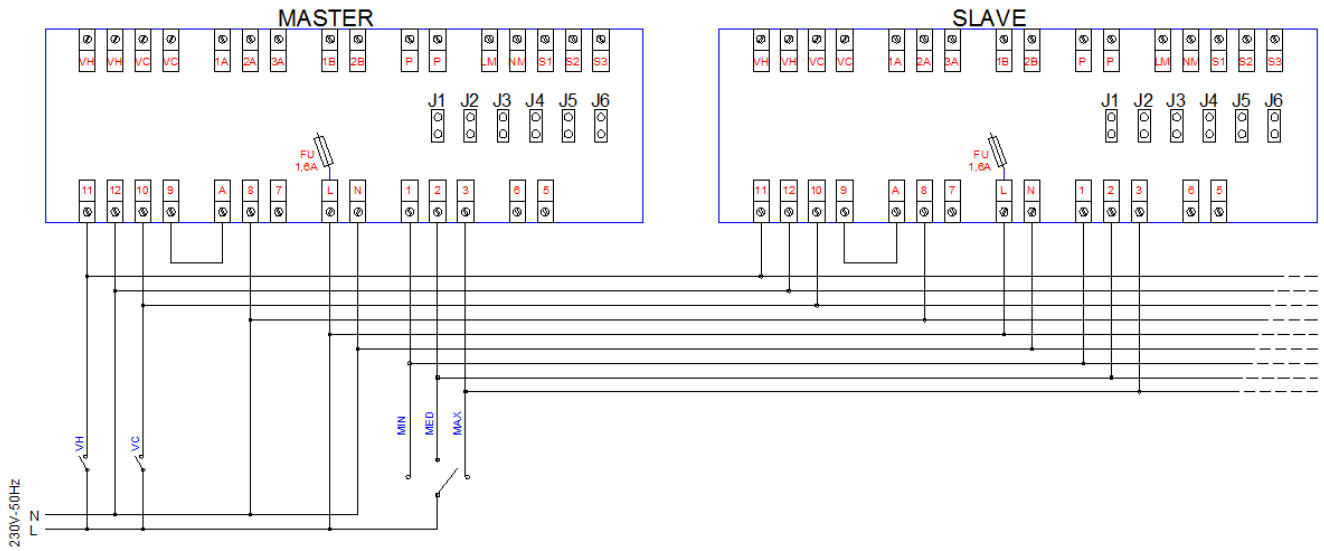 MASTER SLAVE
VH VH VC VC 1A 2A 3A 1B 2B P P LM NM S1 S2 S3 VH VH VC VC 1A 2A 3A 1B 2B P P LM NM S1 S2 S3
J1 J2 J3 J4 J5 J6 J1 J2 J3 J4 J5 J6
FU FU
1,6A 1,6A
11 12 10 9 A 8 7 L N 1 2 3 6 5 11 12 10 9 A 8 7 L N 1 2 3 6 5
VH VC MIN MED MAX
230V-50Hz
N
L